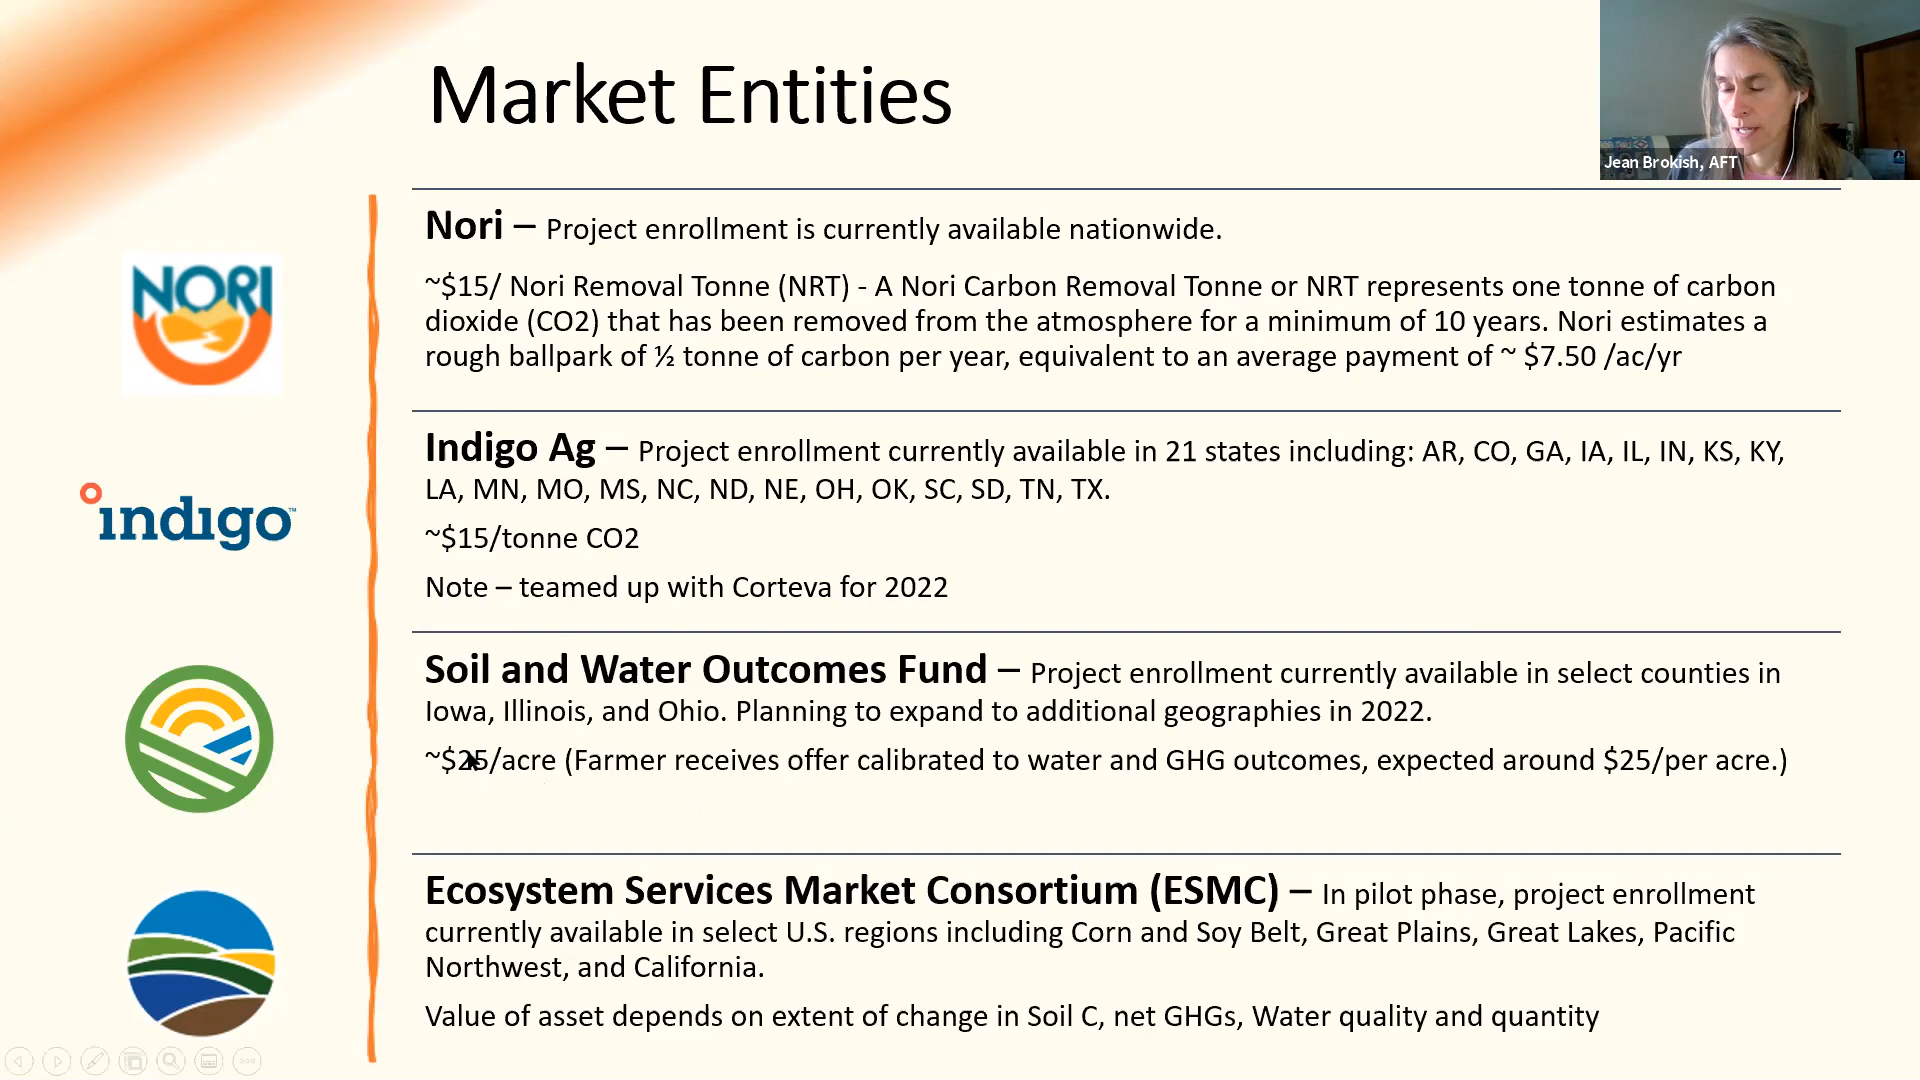 Market Entities
Jean Brokish, AFT
Nori – Project enrollment is currently available nationwide.
NORI
~$15/ Nori Removal Tonne (NRT) - A Nori Carbon Removal Tonne or NRT represents one tonne of carbon
dioxide (CO2) that has been removed from the atmosphere for a minimum of 10 years. Nori estimates a
rough ballpark of ½ tonne of carbon per year, equivalent to an average payment of ~ $7.50 /ac/yr
Indigo Ag – Project enrollment currently available in 21 states including: AR, CO, GA, IA, IL, IN, KS, KY,
LA, MN, MO, MS, NC, ND, NE, OH, OK, SC, SD, TN, TX.
indigo™
~$15/tonne CO2
Note – teamed up with Corteva for 2022
Soil and Water Outcomes Fund – Project enrollment currently available in select counties in
Iowa, Illinois, and Ohio. Planning to expand to additional geographies in 2022.
~$25/acre (Farmer receives offer calibrated to water and GHG outcomes, expected around $25/per acre.)
Ecosystem Services Market Consortium (ESMC) – In pilot phase, project enrollment
currently available in select U.S. regions including Corn and Soy Belt, Great Plains, Great Lakes, Pacific
Northwest, and California.
Value of asset depends on extent of change in Soil C, net GHGs, Water quality and quantity